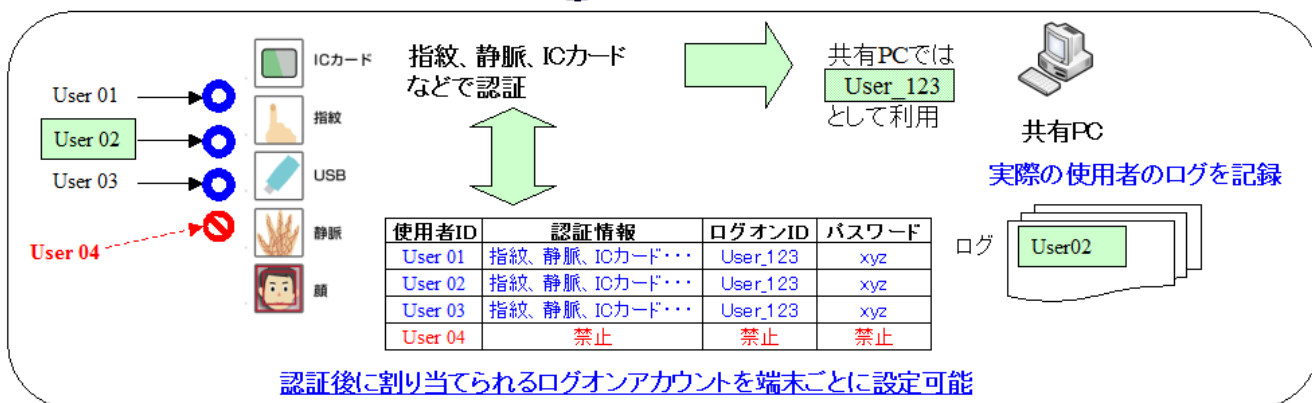 User 01
User 02
User 03
User 04
ICカード
指紋
USB
静脈
顔
指紋、静脈、ICカード
などで認証
共有PCでは
User_123
として利用
共有PC
実際の使用者のログを記録
ログ
User02
使用者ID 認証情報 ログオンID パスワード
User 01 指紋、静脈、ICカード・・・ User_123 xyz
User 02 指紋、静脈、ICカード・・・ User_123 xyz
User 03 指紋、静脈、ICカード・・・ User_123 xyz
User 04 禁止 禁止 禁止
認証後に割り当てられるログオンアカウントを端末ごとに設定可能